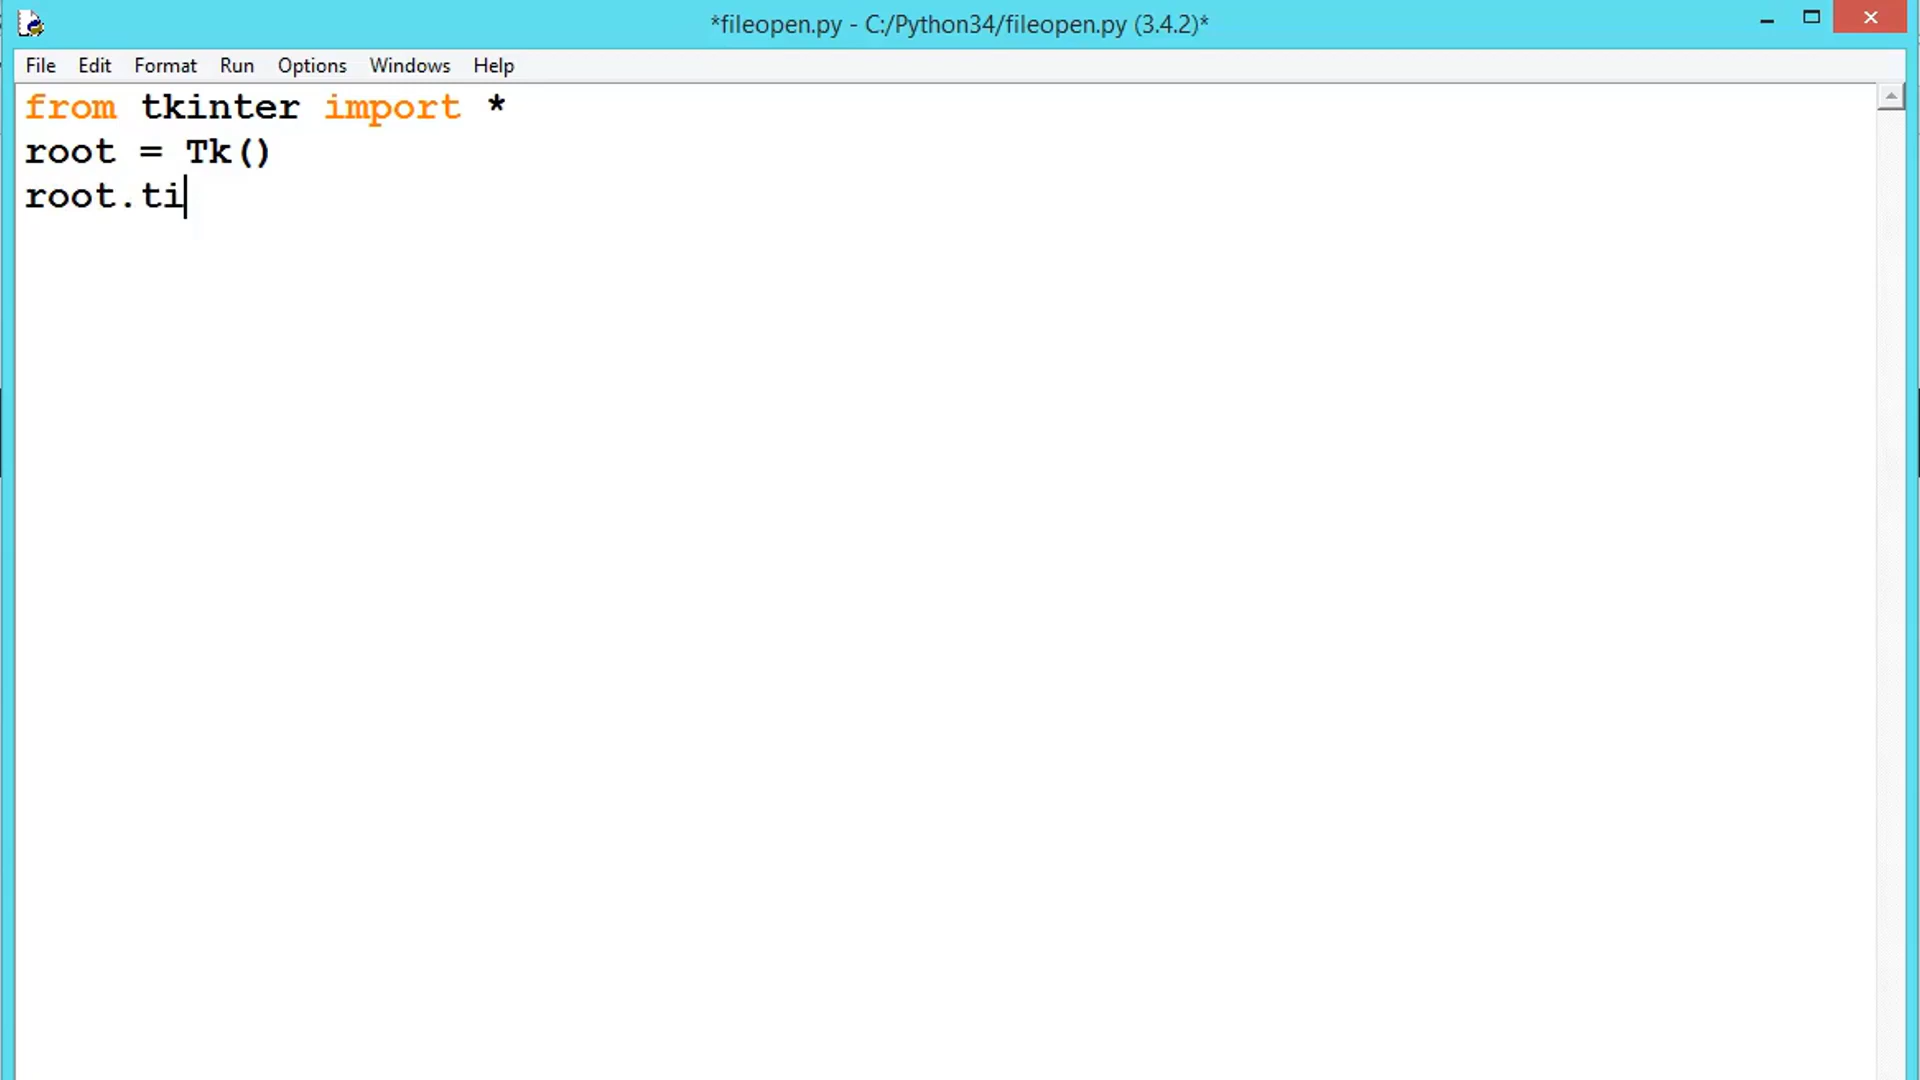 *fileopen.py - C:/Python34/fileopen.py (3.4.2)*
File Edit Format Run Options Windows Help
from tkinter import *
root = Tk()
root.ti